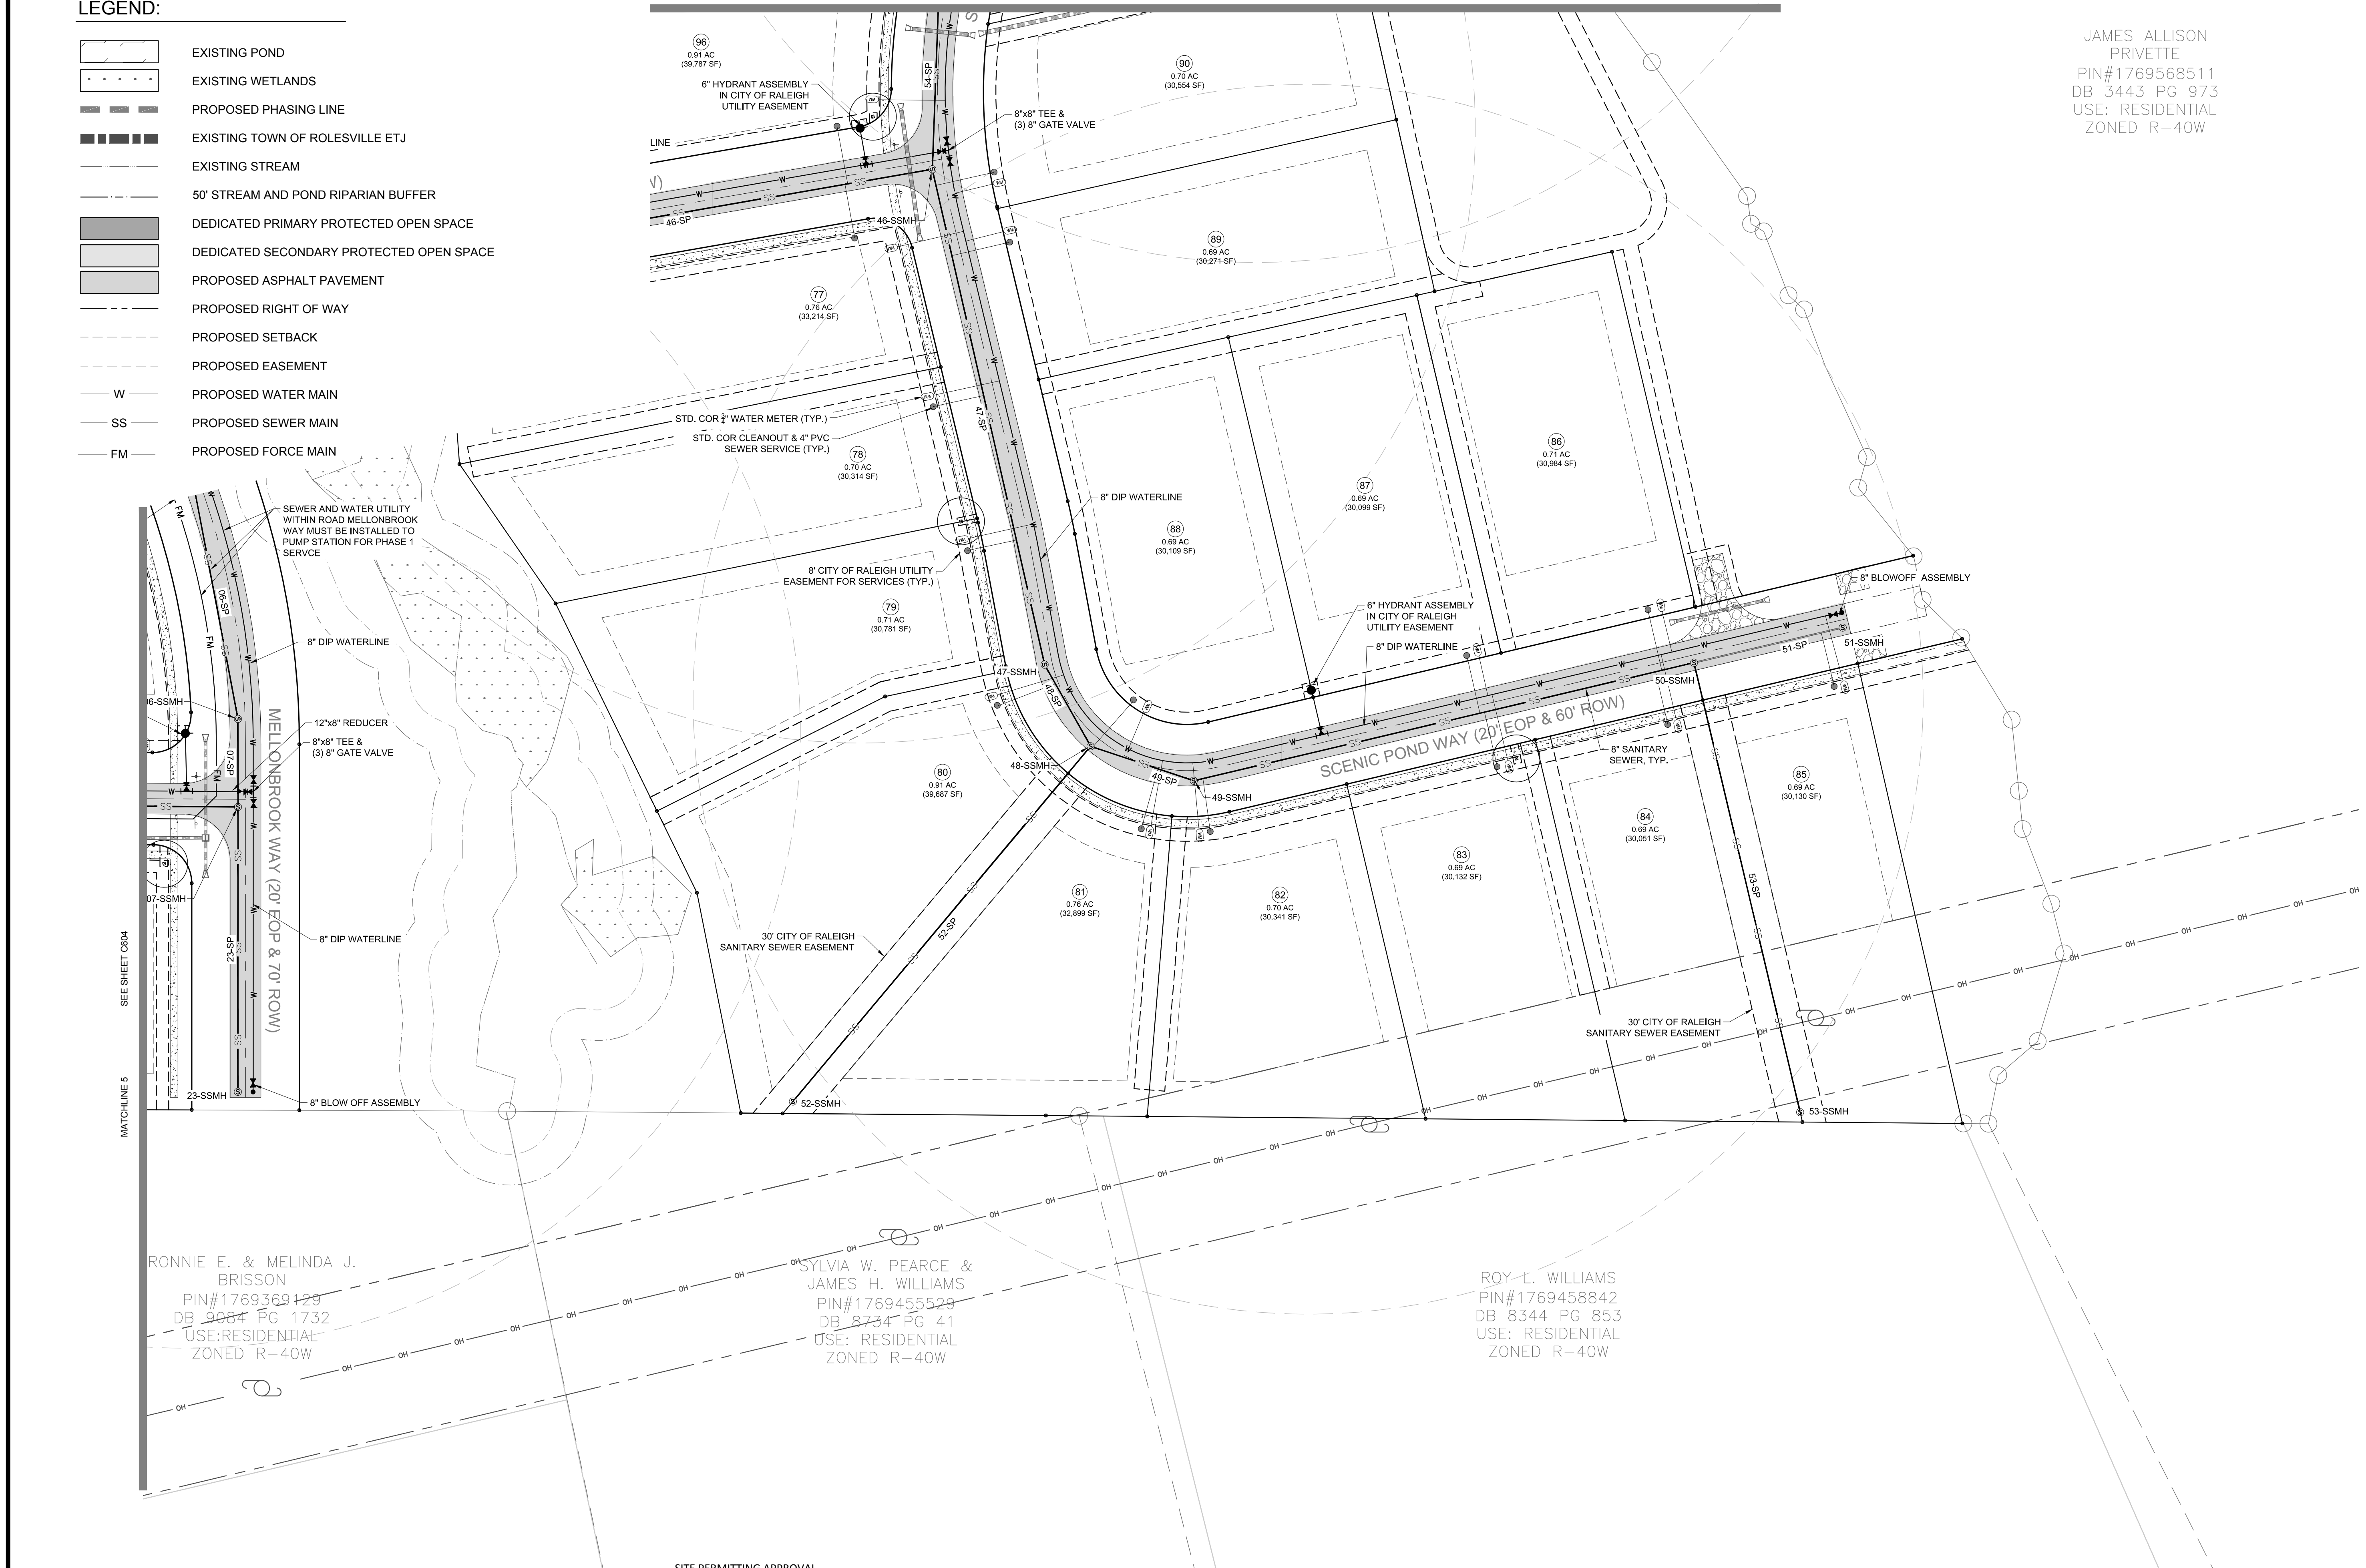 LEGEND:
EXISTING POND
EXISTING WETLANDS
PROPOSED PHASING LINE
EXISTING TOWN OF ROLESVILLE ETJ
EXISTING STREAM
50' STREAM AND POND RIPARIAN BUFFER
DEDICATED PRIMARY PROTECTED OPEN SPACE
DEDICATED SECONDARY PROTECTED OPEN SPACE
PROPOSED ASPHALT PAVEMENT
PROPOSED RIGHT OF WAY
PROPOSED SETBACK
PROPOSED EASEMENT
W
PROPOSED WATER MAIN
SS
PROPOSED SEWER MAIN
FM
PROPOSED FORCE MAIN
JAMES ALLISON
PRIVETTE
PIN#1769568511
DB 3443 PG 973
USE: RESIDENTIAL
ZONED R-40W
96
0.91 AC
(39,787 SF)
6" HYDRANT ASSEMBLY
IN CITY OF RALEIGH
UTILITY EASEMENT
54-SP
8"x8" TEE &
(3) 8" GATE VALVE
90
0.70 AC
(30,554 SF)
LINE
46-SP
46-SSMH
89
0.69 AC
(30,271 SF)
77
0.76 AC
(33,214 SF)
STD. COR 3/4" WATER METER (TYP.)
STD. COR CLEANOUT & 4" PVC
SEWER SERVICE (TYP.)
47-SP
78
0.70 AC
(30,314 SF)
8" DIP WATERLINE
88
0.69 AC
(30,109 SF)
87
0.69 AC
(30,099 SF)
86
0.71 AC
(30,984 SF)
8' CITY OF RALEIGH UTILITY
EASEMENT FOR SERVICES (TYP.)
79
0.71 AC
(30,781 SF)
6" HYDRANT ASSEMBLY
IN CITY OF RALEIGH
UTILITY EASEMENT
8" DIP WATERLINE
8" BLOWOFF ASSEMBLY
51-SSMH
51-SP
50-SSMH
47-SSMH
48-SP
48-SSMH
49-SP
49-SSMH
SCENIC POND WAY (20' EOP & 60' ROW)
8" SANITARY
SEWER, TYP.
80
0.91 AC
(39,687 SF)
81
0.76 AC
(32,899 SF)
82
0.70 AC
(30,341 SF)
83
0.69 AC
(30,132 SF)
84
0.69 AC
(30,051 SF)
85
0.69 AC
(30,130 SF)
30' CITY OF RALEIGH
SANITARY SEWER EASEMENT
52-SP
52-SSMH
53-SP
30' CITY OF RALEIGH
SANITARY SEWER EASEMENT
53-SSMH
SEWER AND WATER UTILITY
WITHIN ROAD MELLONBROOK
WAY MUST BE INSTALLED TO
PUMP STATION FOR PHASE 1
SERVCE
06-SP
8" DIP WATERLINE
06-SSMH
12"x8" REDUCER
8"x8" TEE &
(3) 8" GATE VALVE
07-SP
MELLONBROOK WAY (20' EOP & 70' ROW)
07-SSMH
23-SP
8" DIP WATERLINE
23-SSMH
8" BLOW OFF ASSEMBLY
SEE SHEET C604
MATCHLINE 5
RONNIE E. & MELINDA J.
BRISSON
PIN#1769369129
DB 9084 PG 1732
USE:RESIDENTIAL
ZONED R-40W
SYLVIA W. PEARCE &
JAMES H. WILLIAMS
PIN#1769455529
DB 8734 PG 41
USE: RESIDENTIAL
ZONED R-40W
ROY L. WILLIAMS
PIN#1769458842
DB 8344 PG 853
USE: RESIDENTIAL
ZONED R-40W
SITE PERMITTING APPROVAL